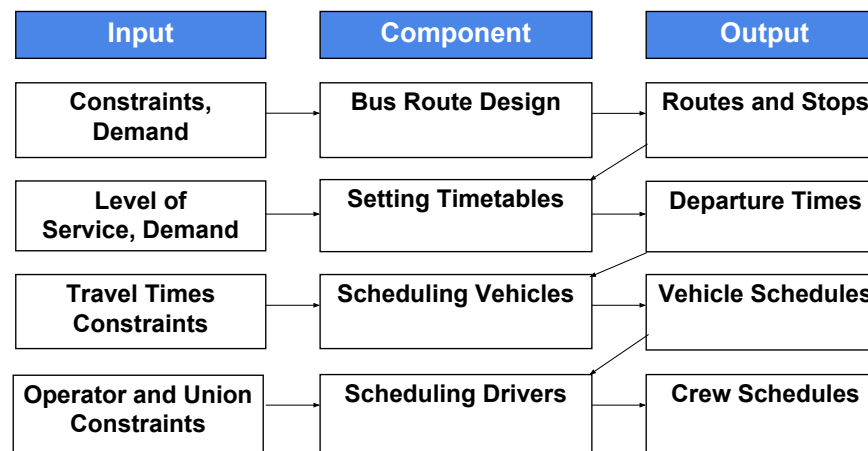 Input
Component
Output
Constraints,
Demand
Bus Route Design
Routes and Stops
Level of
Service, Demand
Setting Timetables
Departure Times
Travel Times
Constraints
Scheduling Vehicles
Vehicle Schedules
Operator and Union
Constraints
Scheduling Drivers
Crew Schedules